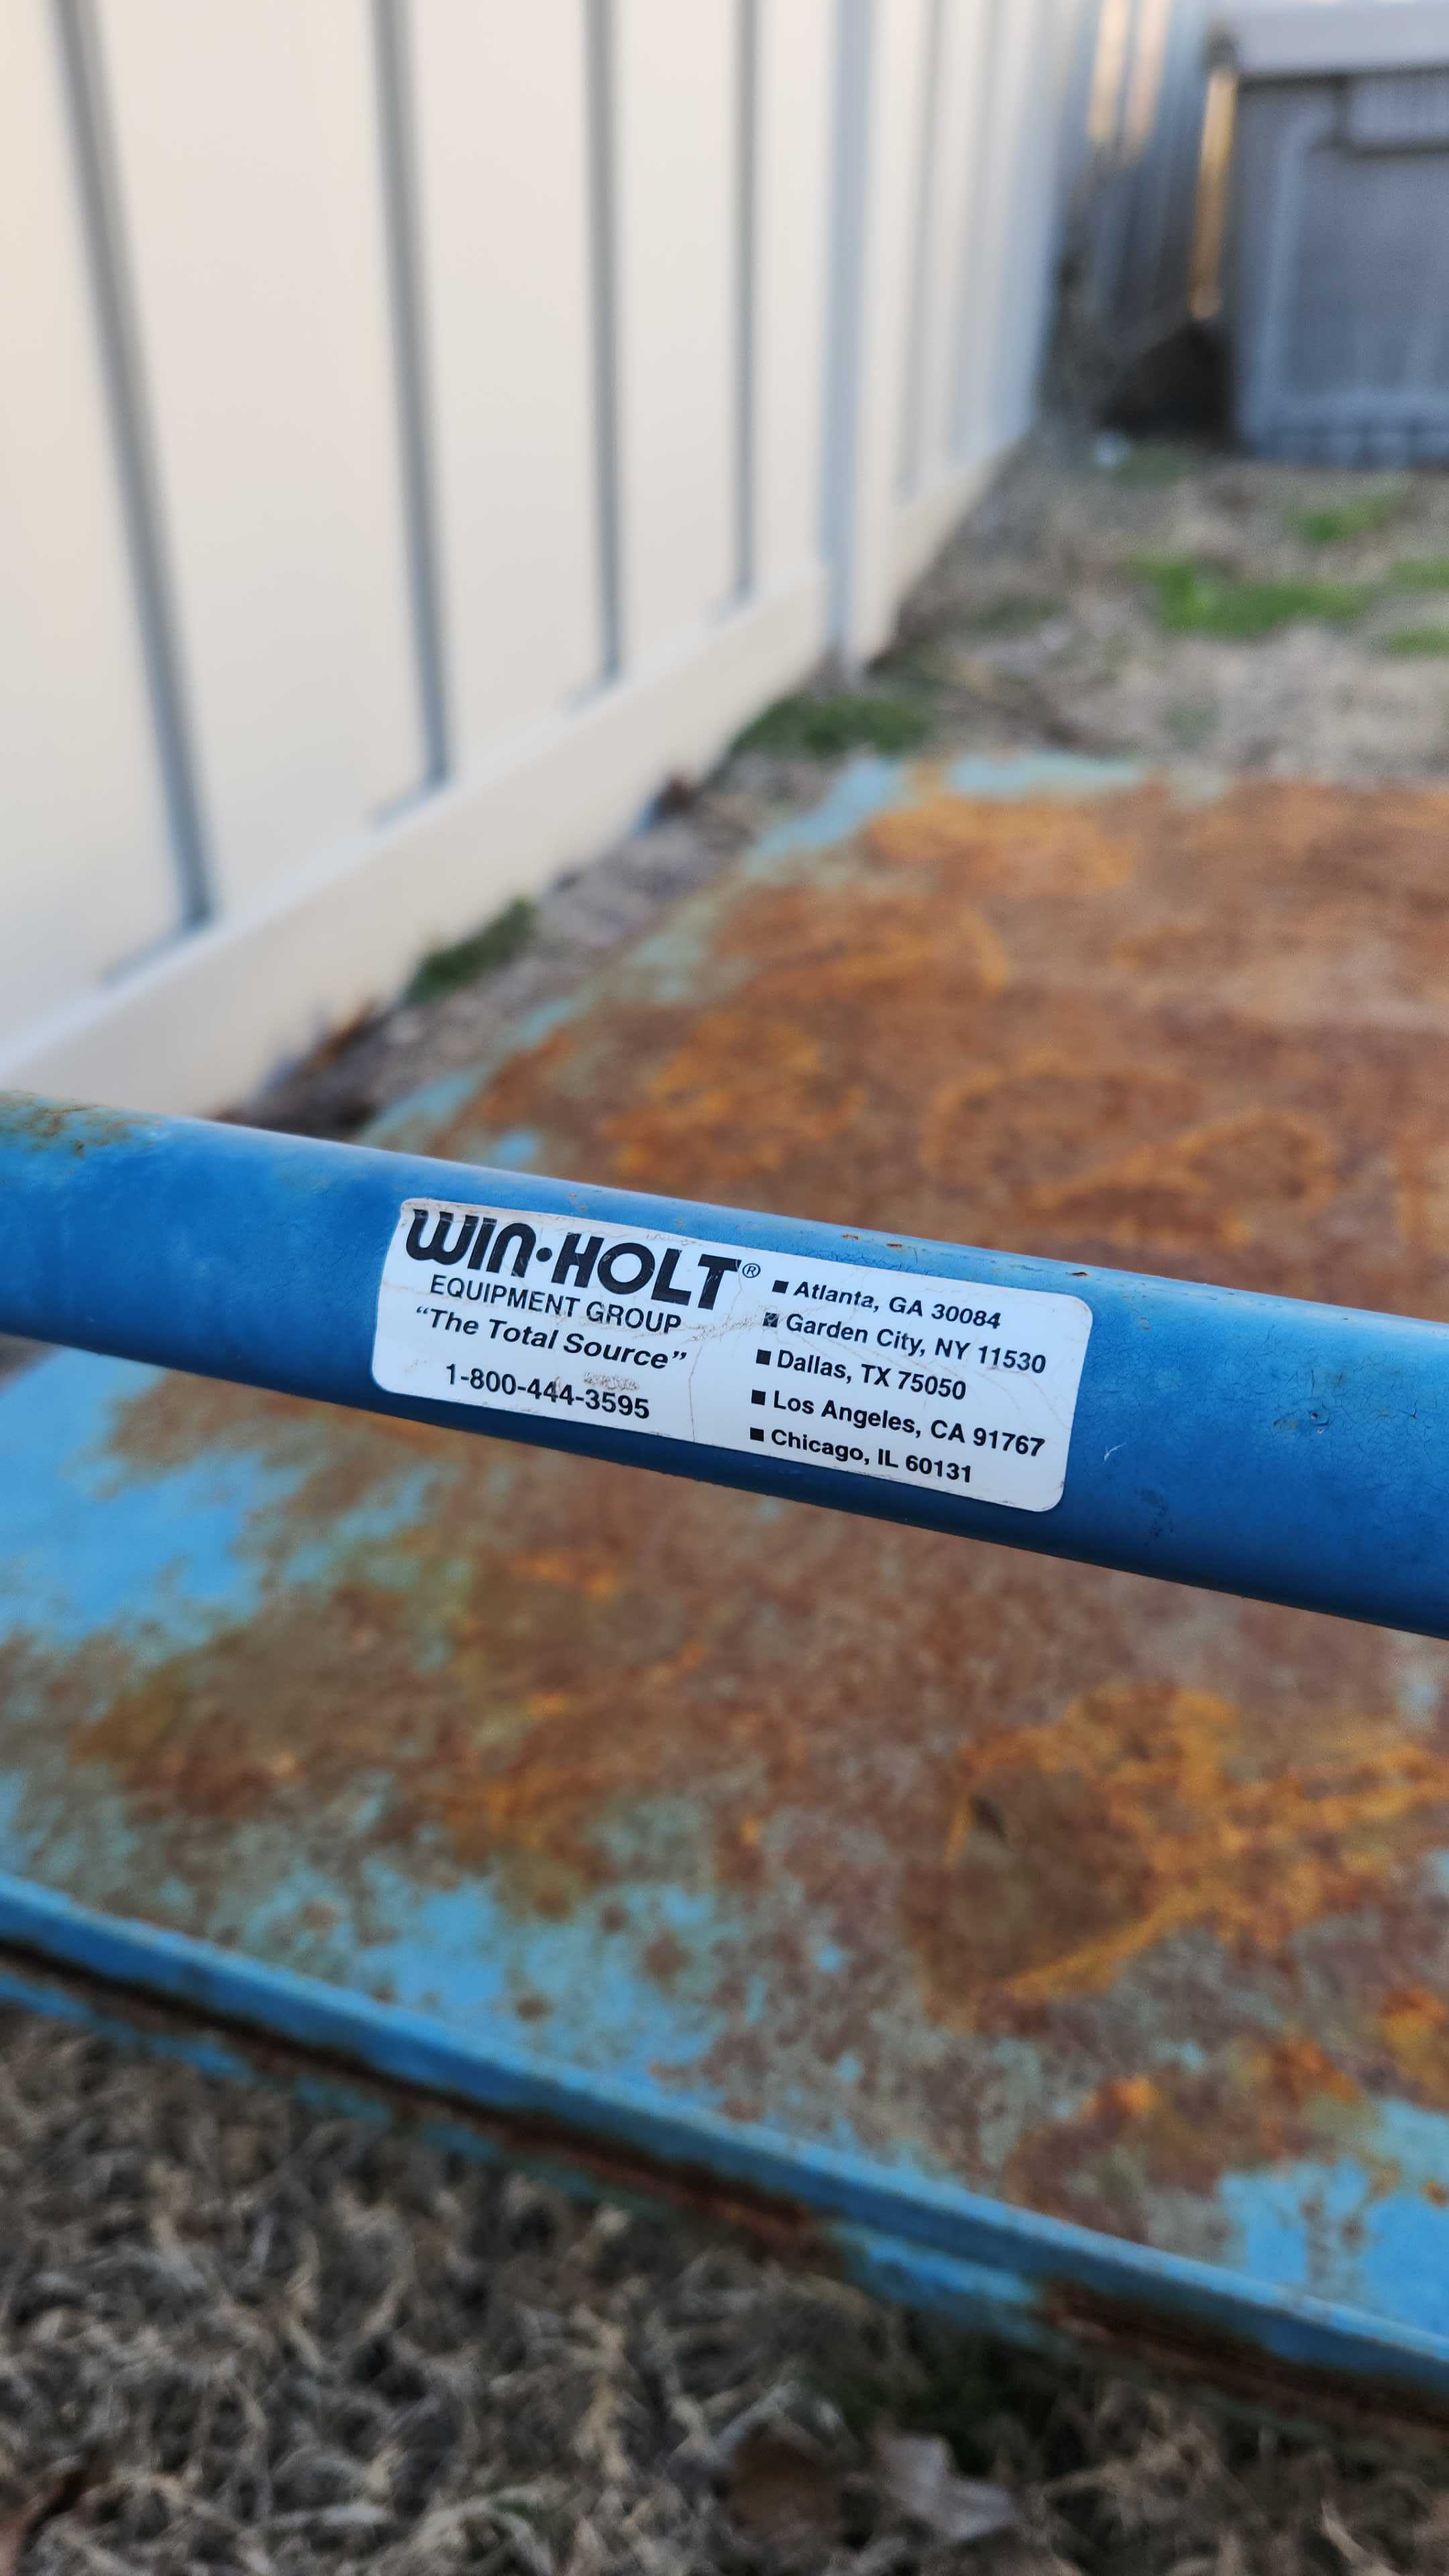 WIN·HOLT®
EQUIPMENT GROUP
“The Total Source”
1-800-444-3595
■ Atlanta, GA 30084
■ Garden City, NY 11530
■ Dallas, TX 75050
■ Los Angeles, CA 91767
■ Chicago, IL 60131